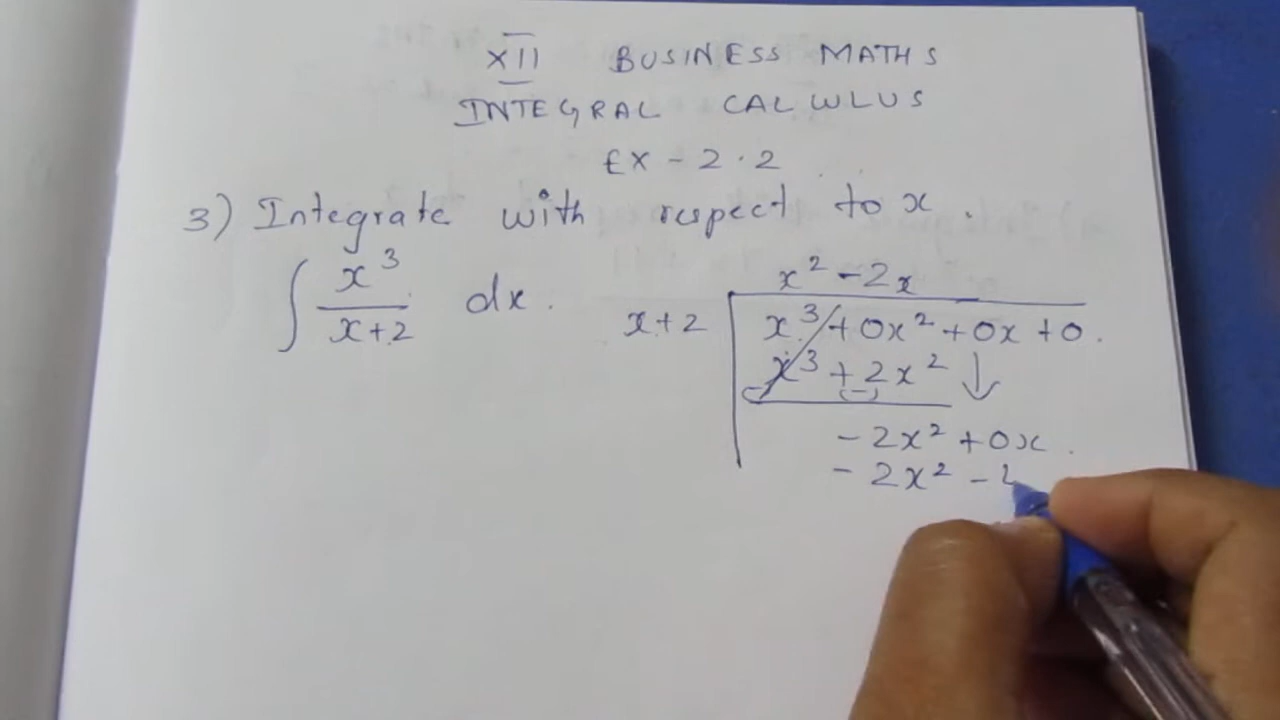 XII BUSINESS MATHS
INTEGRAL CALCULUS
EX - 2.2
3) Integrate with respect to x.
∫ x³/x+2 dx.
x² - 2x
x+2 x³ + 0x² + 0x + 0.
x³ + 2x² ↓
(-) (-)
- 2x² + 0x.
- 2x² - 4